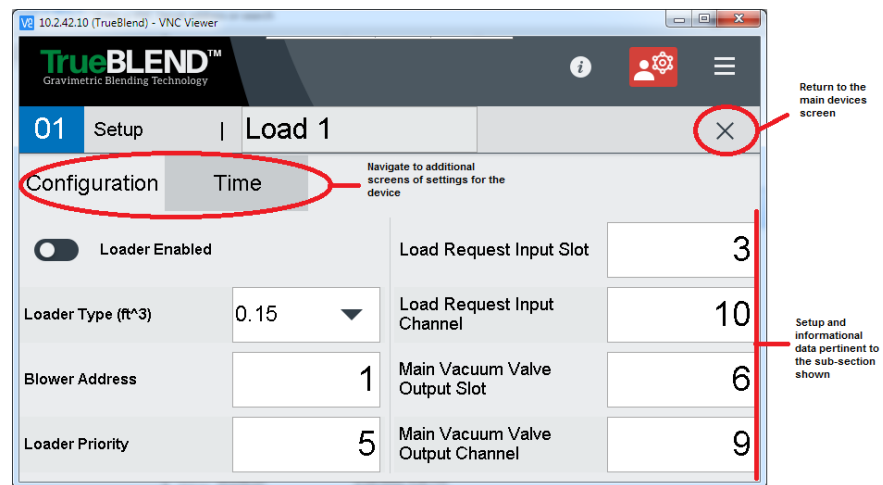 10.2.42.10 (TrueBlend) - VNC Viewer
TrueBLEND™
Gravimetric Blending Technology
Return to the
main devices
screen
01 Setup | Load 1
Configuration Time
Navigate to additional
screens of settings for the
device
Loader Enabled
Load Request Input Slot 3
Loader Type (ft^3) 0.15
Load Request Input
Channel 10
Setup and
informational
data pertinent to
the sub-section
shown
Blower Address 1
Main Vacuum Valve
Output Slot 6
Loader Priority 5
Main Vacuum Valve
Output Channel 9